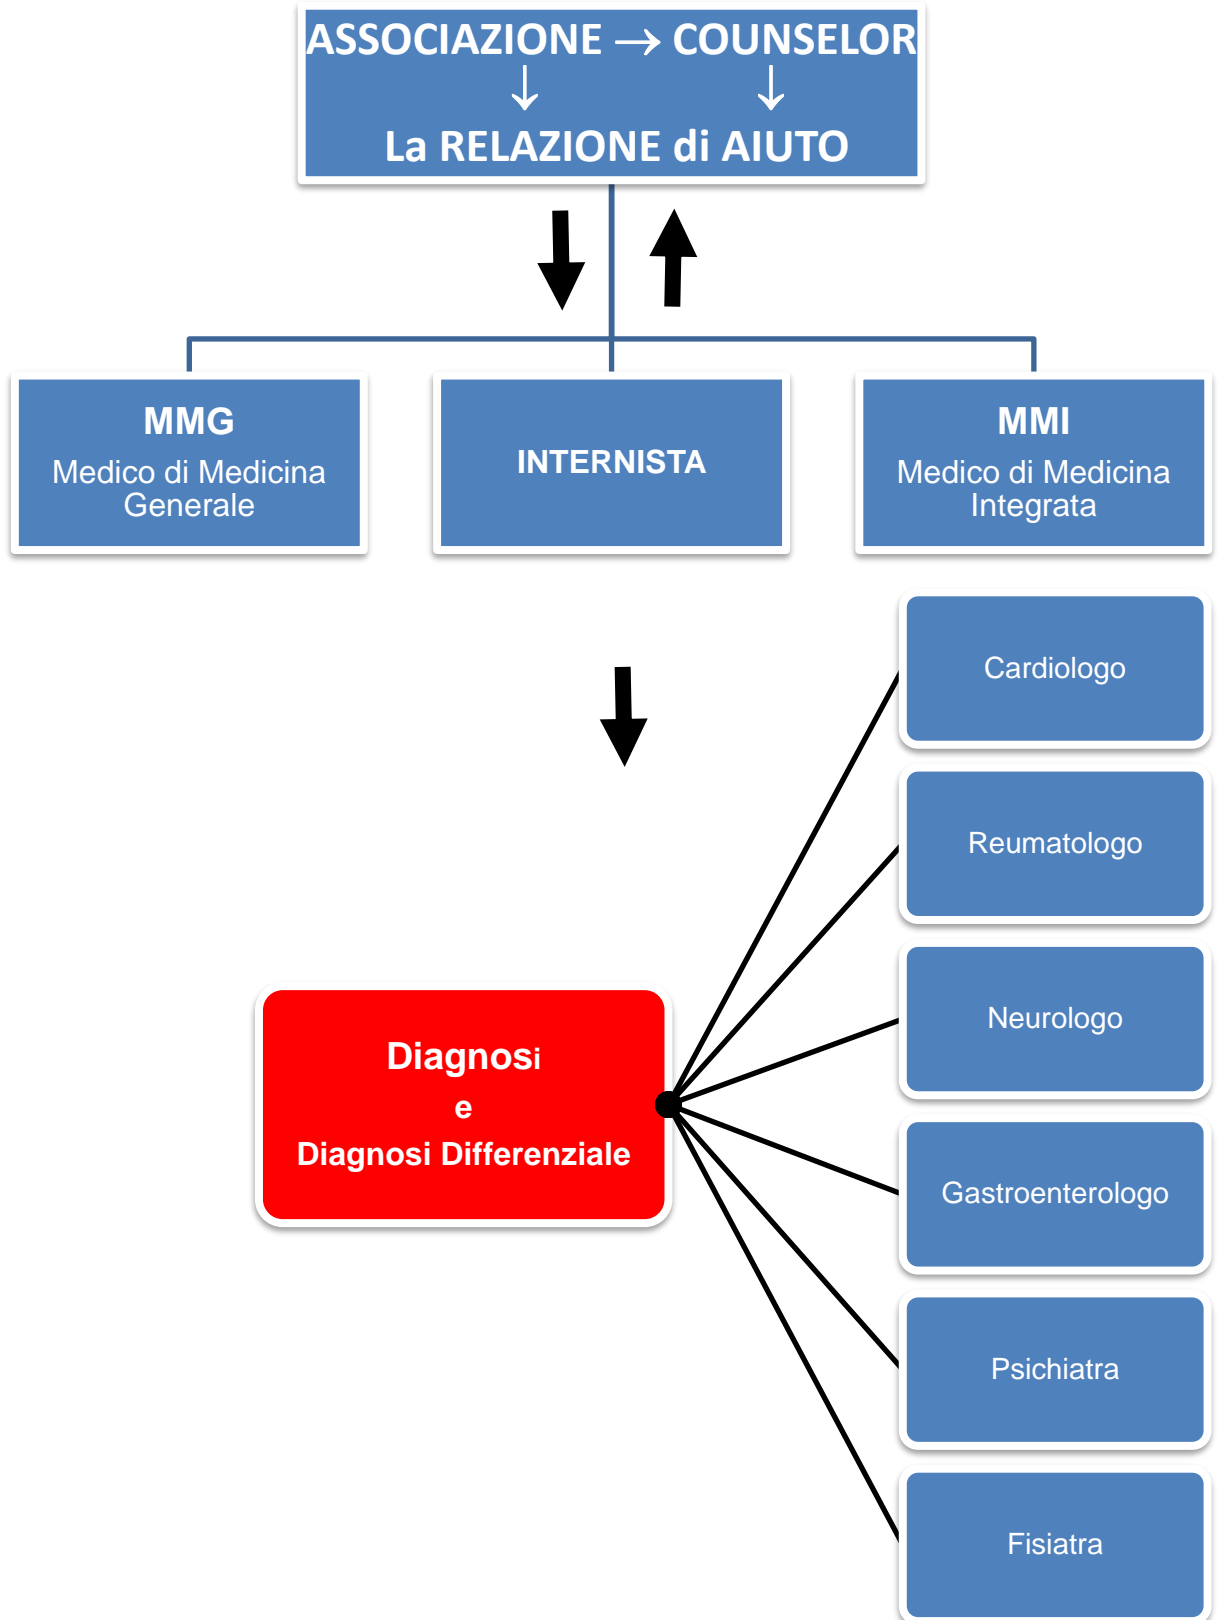 ASSOCIAZIONE → COUNSELOR
↓ ↓
La RELAZIONE di AIUTO
MMG
Medico di Medicina
Generale
INTERNISTA
MMI
Medico di Medicina
Integrata
Cardiologo
Reumatologo
Neurologo
Diagnosi
e
Diagnosi Differenziale
Gastroenterologo
Psichiatra
Fisiatra